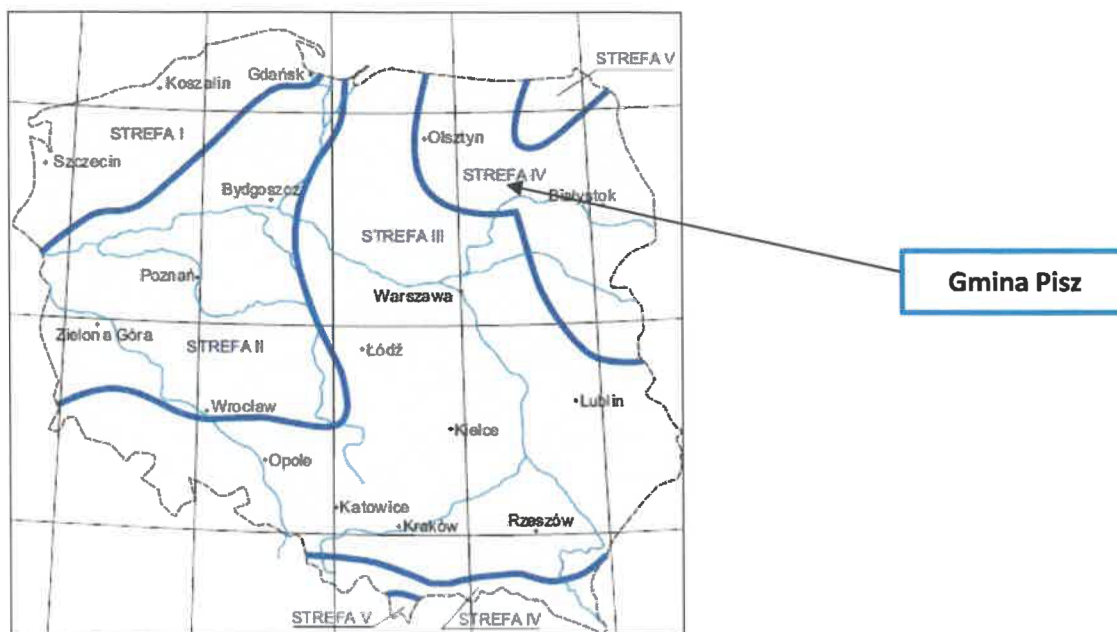 STREFA V
Gdańsk
Koszalin
STREFA I
Olsztyn
Szczecin
STREFA IV
Bydgoszcz
Białystok
STREFA III
Poznań
Gmina Pisz
Warszawa
Zielona Góra
STREFA II
Łódź
Lublin
Wrocław
Kielce
Opole
Katowice
Kraków
Rzeszów
STREFA V
STREFA IV